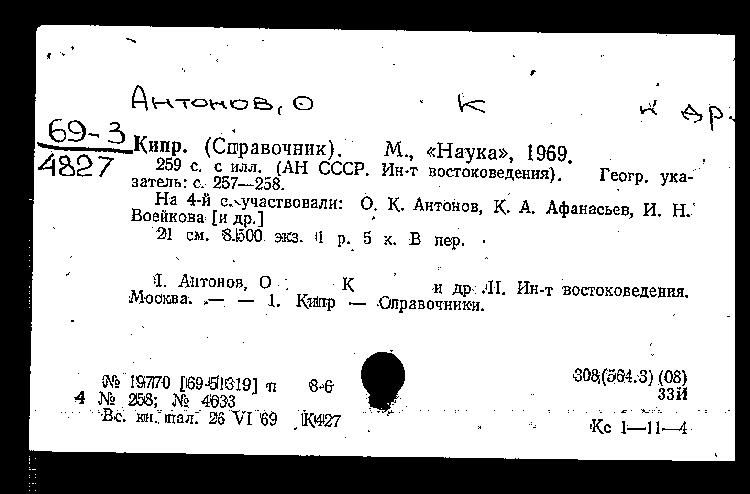 Антонов, О К и др.
69-3
4827
Кипр. (Справочник). М., «Наука», 1969.
259 с. с илл. (АН СССР. Ин-т востоковедения). Геогр. ука-
затель: с. 257—258.
На 4-й с. участвовали: О. К. Антонов, К. А. Афанасьев, И. Н.
Воейкова [и др.]
21 см. 8.500 экз. 1 р. 5 к. В пер.
I. Антонов, О К и др. II. Ин-т востоковедения.
Москва. — — 1. Кипр — Справочники.
№ 19770 [69-51619] п 8-6
308(564.3) (08)
4 № 258; № 4633
33И
Вс. кн. пал. 26 VI 69 К427
Кс 1—11—4